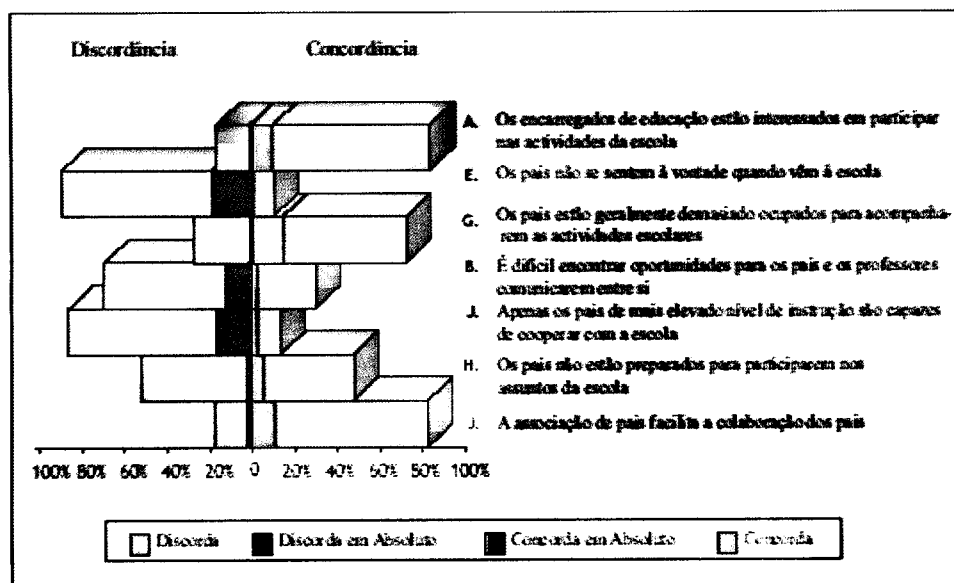 Discordância Concordância
A. Os encarregados de educação estão interessados em participar
nas actividades da escola
E. Os pais não se sentem à vontade quando vêm à escola
G. Os pais estão geralmente demasiado ocupados para acompanha-
rem as actividades escolares
B. É difícil encontrar oportunidades para os pais e os professores
comunicarem entre si
J. Apenas os pais de mais elevado nível de instrução são capazes
de cooperar com a escola
H. Os pais não estão preparados para participarem nos
assuntos da escola
J. A associação de pais facilita a colaboração dos pais
100% 80% 60% 40% 20% 0 20% 40% 60% 50% 80% 100%
Discorda Discorda em Absoluto Concorda em Absoluto Concorda